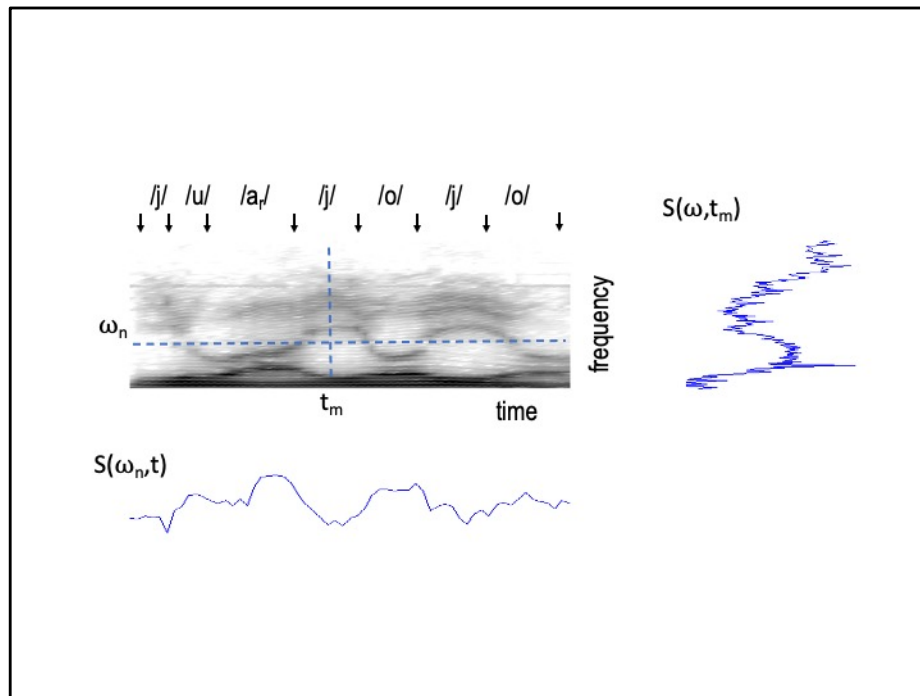 /j/ /u/ /aᵣ/ /j/ /o/ /j/ /o/
S(ω,tₘ)
ωₙ
frequency
tₘ
time
S(ωₙ,t)